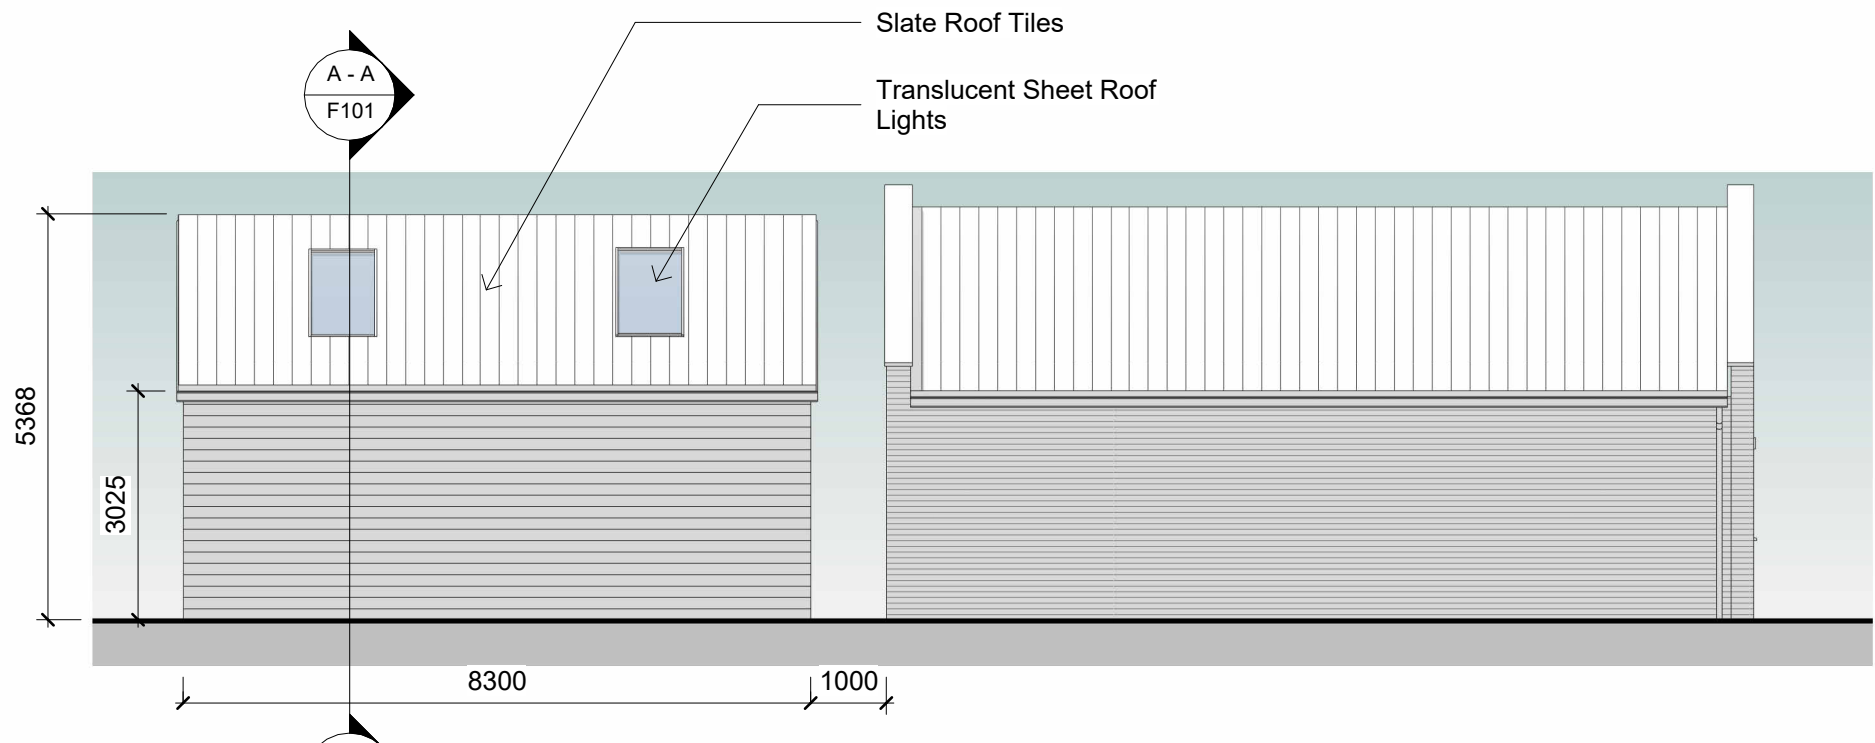 Slate Roof Tiles
A - A
F101
Translucent Sheet Roof
Lights
5368
3025
8300
1000